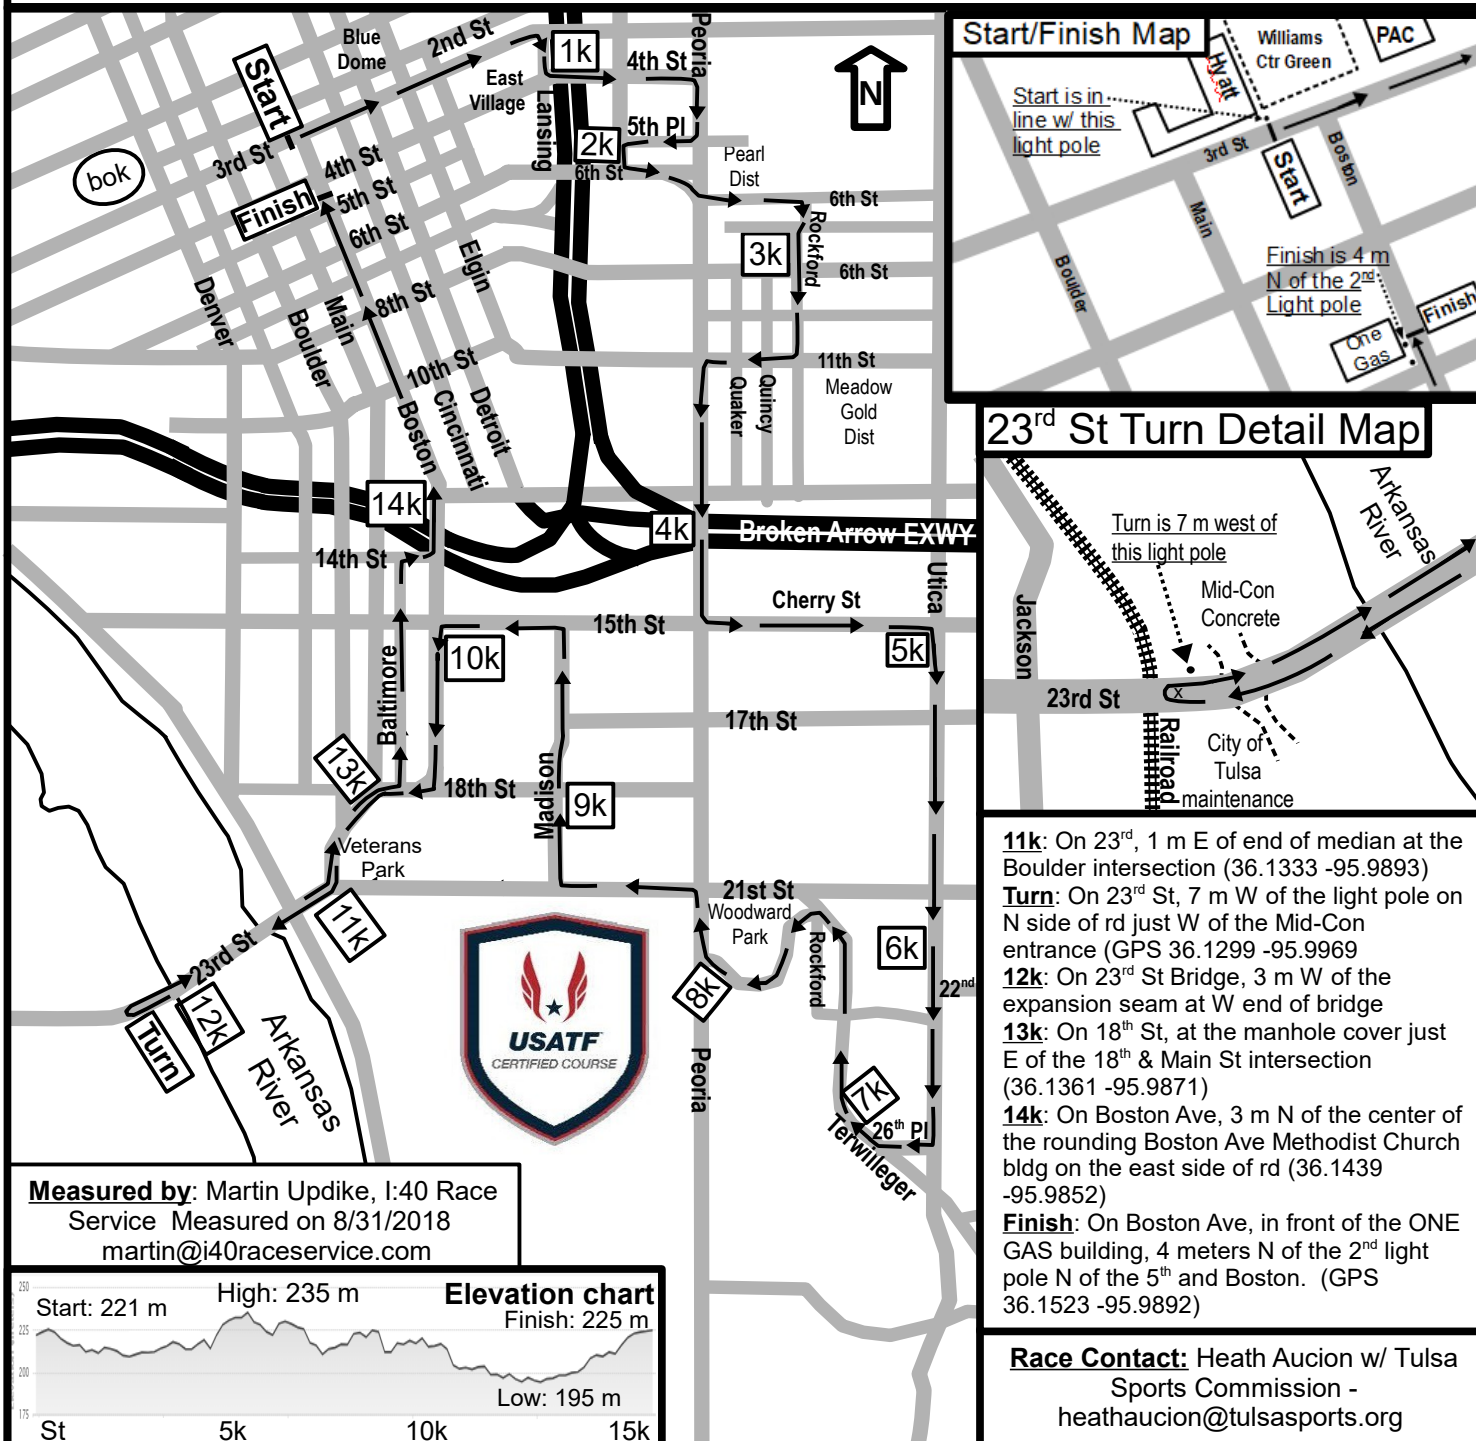 Blue
Dome
2nd St
East
Village
1k
Lansing
Peoria
4th St
5th Pl
2k
6th St
Pearl
Dist
N
Start
3rd St
bok
4th St
5th St
6th St
Finish
Elgin
Denver
Boulder
Main
8th St
10th St
Boston
Cincinnati
Detroit
6th St
Rockford
3k
6th St
11th St
Quaker
Quincy
Meadow
Gold
Dist
14k
14th St
4k
Broken Arrow EXWY
Utica
Cherry St
15th St
5k
10k
Baltimore
17th St
13k
18th St
Madison
9k
Veterans
Park
11k
21st St
Woodward
Park
Rockford
6k
22nd
8k
23rd St
12k
Turn
Arkansas
River
Peoria
7k
26th Pl
Terwilleger
USATF
CERTIFIED COURSE
Start/Finish Map
Williams
Ctr Green
PAC
Hyatt
Start is in
line w/ this
light pole
3rd St
Start
Boston
Main
Boulder
Finish is 4 m
N of the 2nd
Light pole
Finish
One
Gas
23rd St Turn Detail Map
Arkansas
River
Turn is 7 m west of
this light pole
Mid-Con
Concrete
Jackson
23rd St
x
Railroad
City of
Tulsa
maintenance
11k: On 23rd, 1 m E of end of median at the
Boulder intersection (36.1333 -95.9893)
Turn: On 23rd St, 7 m W of the light pole on
N side of rd just W of the Mid-Con
entrance (GPS 36.1299 -95.9969
12k: On 23rd St Bridge, 3 m W of the
expansion seam at W end of bridge
13k: On 18th St, at the manhole cover just
E of the 18th & Main St intersection
(36.1361 -95.9871)
14k: On Boston Ave, 3 m N of the center of
the rounding Boston Ave Methodist Church
bldg on the east side of rd (36.1439
-95.9852)
Finish: On Boston Ave, in front of the ONE
GAS building, 4 meters N of the 2nd light
pole N of the 5th and Boston. (GPS
36.1523 -95.9892)
Race Contact: Heath Aucion w/ Tulsa
Sports Commission -
heathaucion@tulsasports.org
Measured by: Martin Updike, I:40 Race
Service Measured on 8/31/2018
martin@i40raceservice.com
Elevation chart
Start: 221 m
High: 235 m
Finish: 225 m
Low: 195 m
250
225
200
175
St
5k
10k
15k